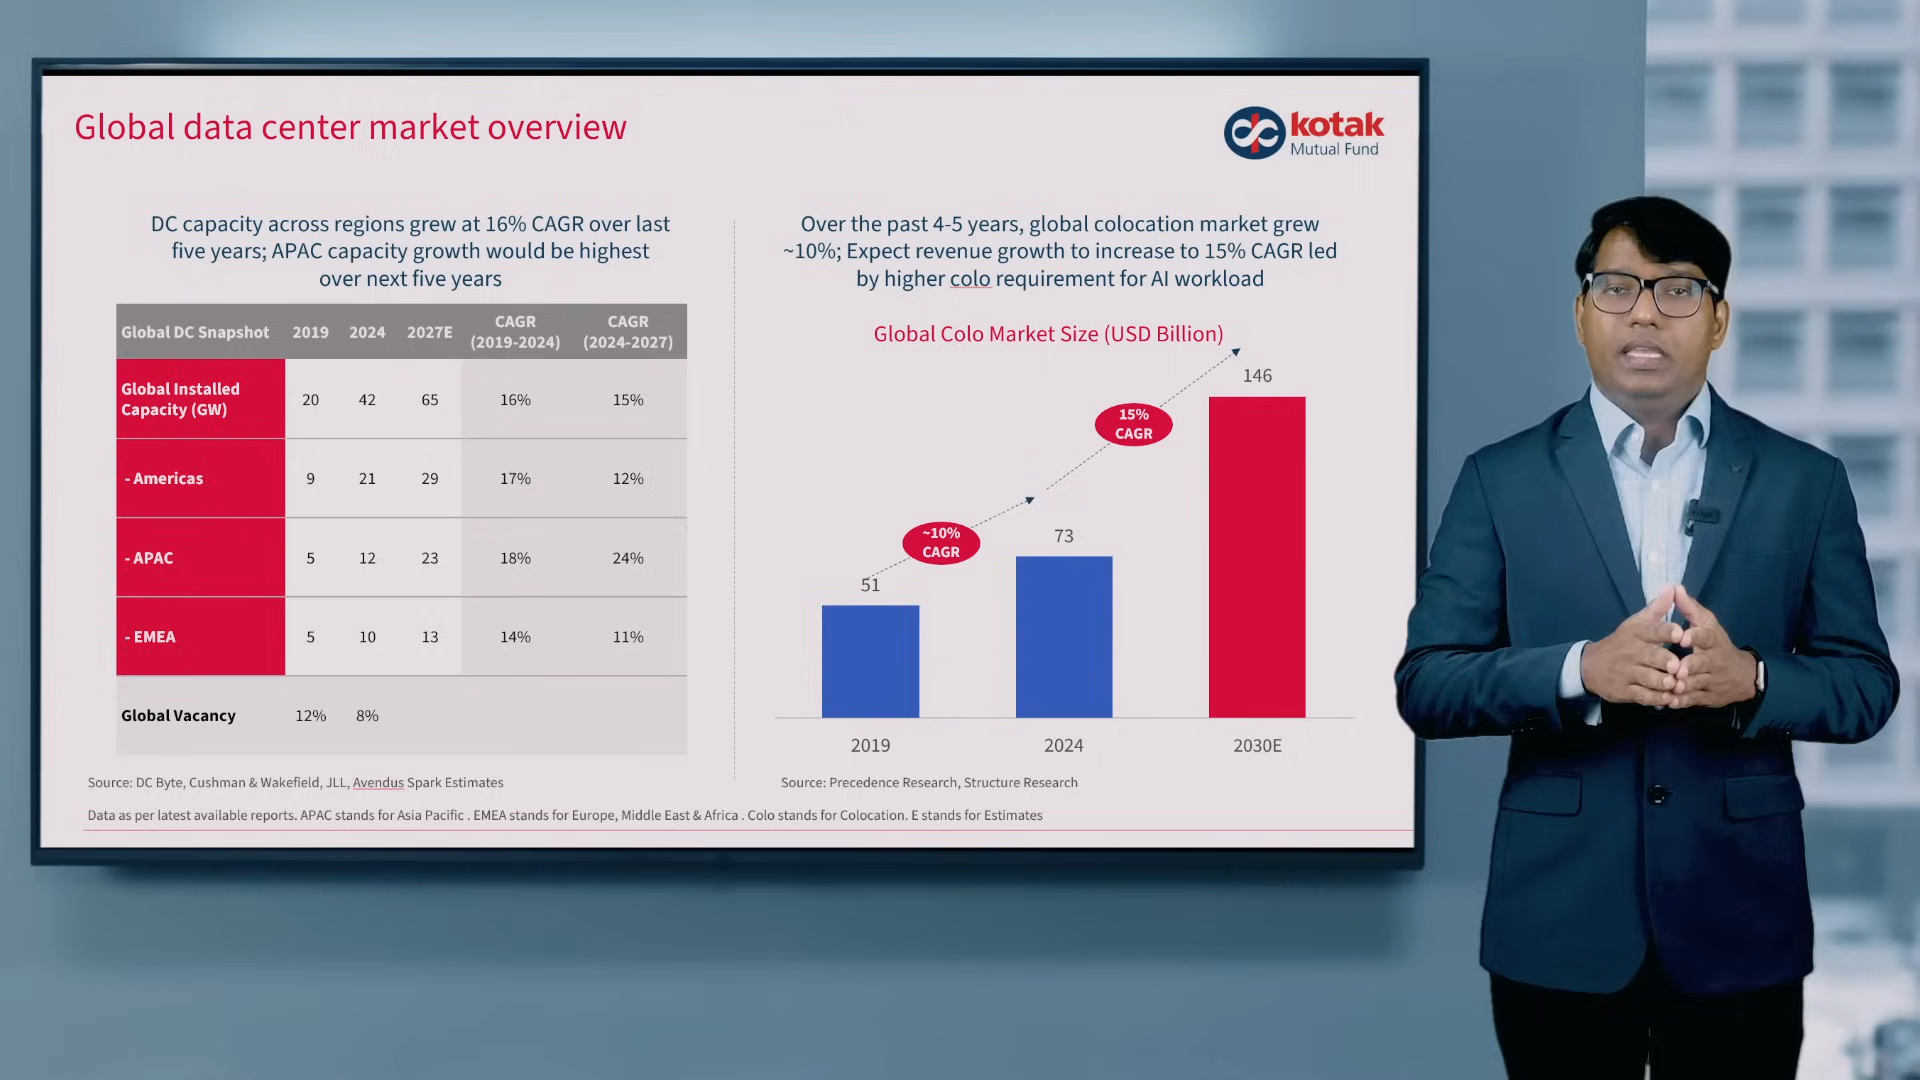 Global data center market overview
kotak
Mutual Fund
DC capacity across regions grew at 16% CAGR over last
five years; APAC capacity growth would be highest
over next five years
Global DC Snapshot 2019 2024 2027E CAGR (2019-2024) CAGR (2024-2027)
Global Installed Capacity (GW) 20 42 65 16% 15%
- Americas 9 21 29 17% 12%
- APAC 5 12 23 18% 24%
- EMEA 5 10 13 14% 11%
Global Vacancy 12% 8%
Source: DC Byte, Cushman & Wakefield, JLL, Avendus Spark Estimates
Over the past 4-5 years, global colocation market grew
~10%; Expect revenue growth to increase to 15% CAGR led
by higher colo requirement for AI workload
Global Colo Market Size (USD Billion)
146
15%
CAGR
73
~10%
CAGR
51
2019 2024 2030E
Source: Precedence Research, Structure Research
Data as per latest available reports. APAC stands for Asia Pacific . EMEA stands for Europe, Middle East & Africa . Colo stands for Colocation. E stands for Estimates